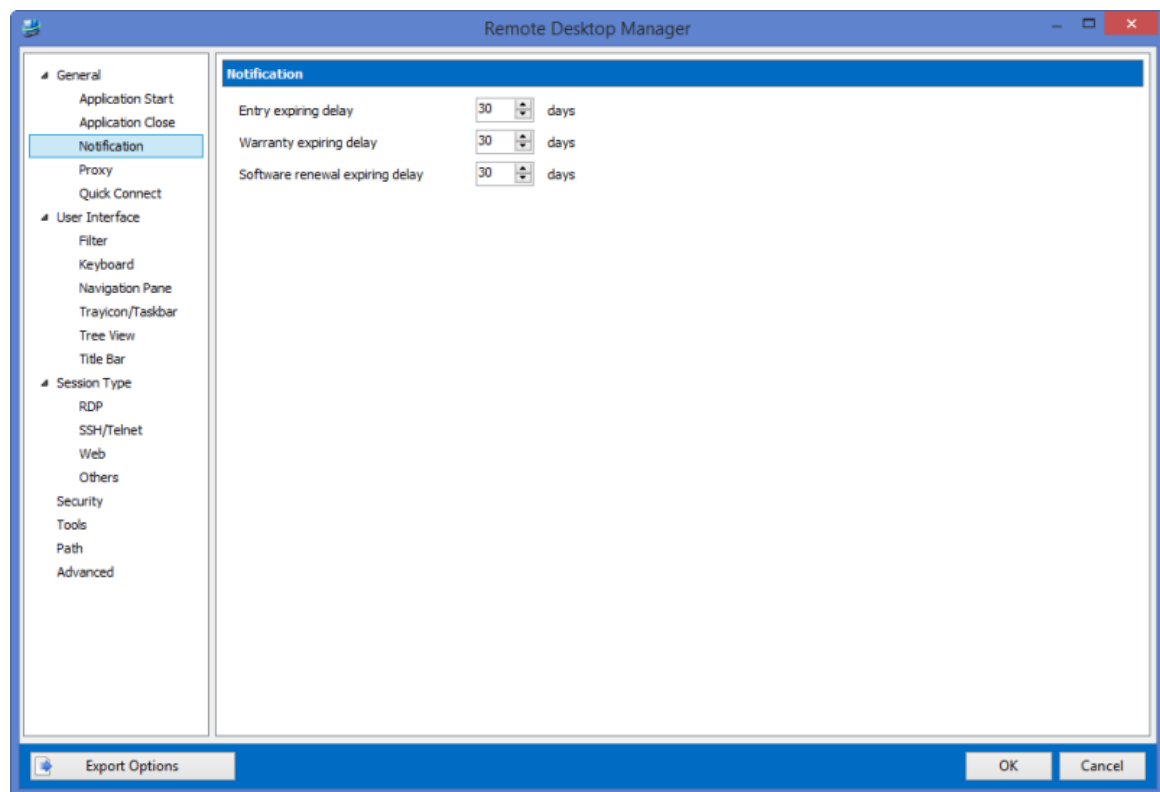 Remote Desktop Manager
General
Application Start
Application Close
Notification
Proxy
Quick Connect
User Interface
Filter
Keyboard
Navigation Pane
Trayicon/Taskbar
Tree View
Title Bar
Session Type
RDP
SSH/Telnet
Web
Others
Security
Tools
Path
Advanced
Notification
Entry expiring delay 30 days
Warranty expiring delay 30 days
Software renewal expiring delay 30 days
Export Options
OK
Cancel